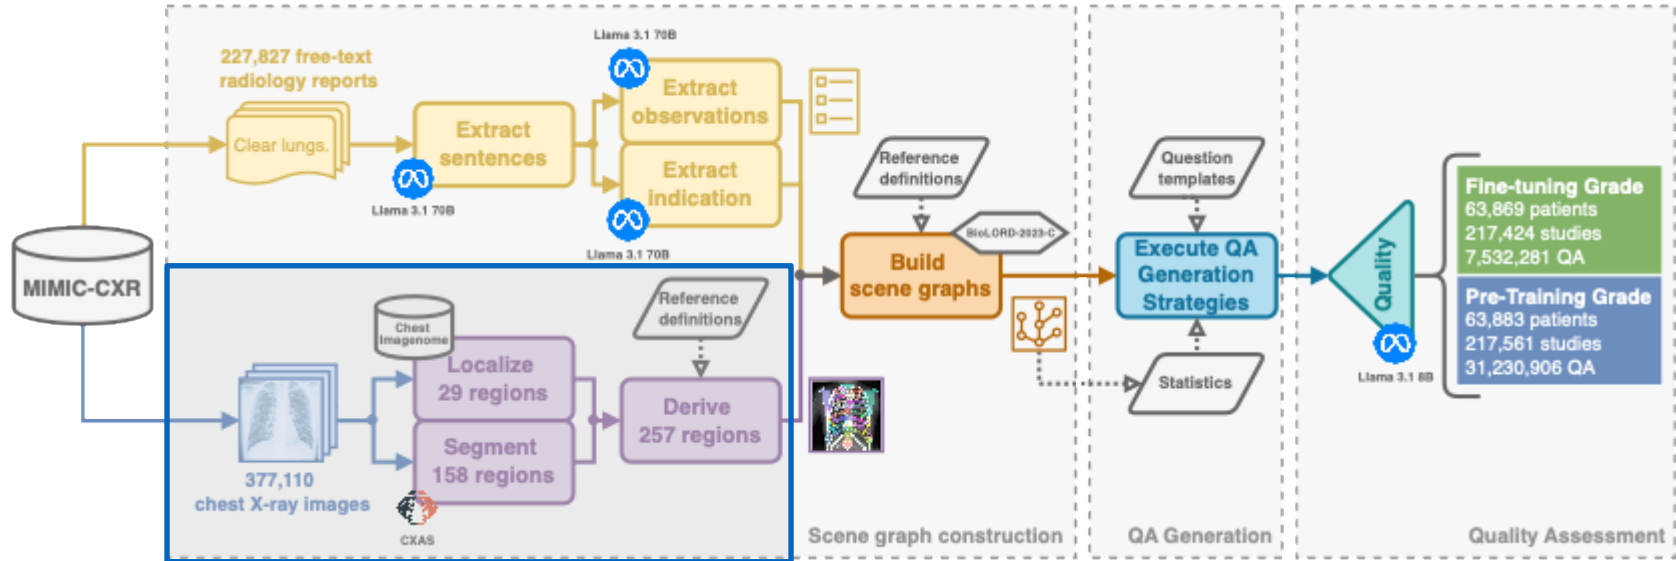 MIMIC-CXR
227,827 free-text
radiology reports
Clear lungs.
Extract
sentences
Llama 3.1 70B
Llama 3.1 70B
Extract
observations
Extract
indication
Llama 3.1 70B
377,110
chest X-ray images
Chest
Imagenome
Localize
29 regions
Segment
158 regions
CXAS
Reference
definitions
Derive
257 regions
Reference
definitions
BioLORD-2023-C
Build
scene graphs
Scene graph construction
Question
templates
Execute QA
Generation
Strategies
Statistics
QA Generation
Quality
Llama 3.1 8B
Fine-tuning Grade
63,869 patients
217,424 studies
7,532,281 QA
Pre-Training Grade
63,883 patients
217,561 studies
31,230,906 QA
Quality Assessment